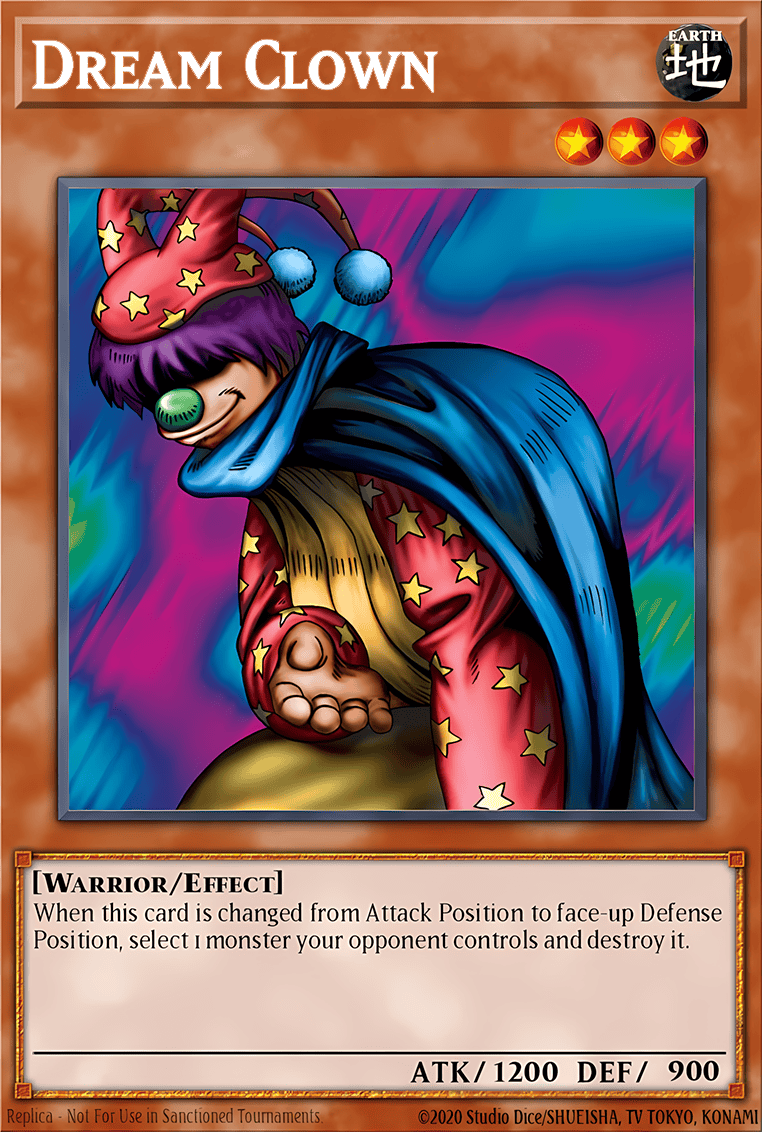 DREAM CLOWN
EARTH
地
[WARRIOR/EFFECT]
When this card is changed from Attack Position to face-up Defense
Position, select 1 monster your opponent controls and destroy it.
ATK/1200 DEF/ 900
Replica - Not For Use in Sanctioned Tournaments.
©2020 Studio Dice/SHUEISHA, TV TOKYO, KONAMI